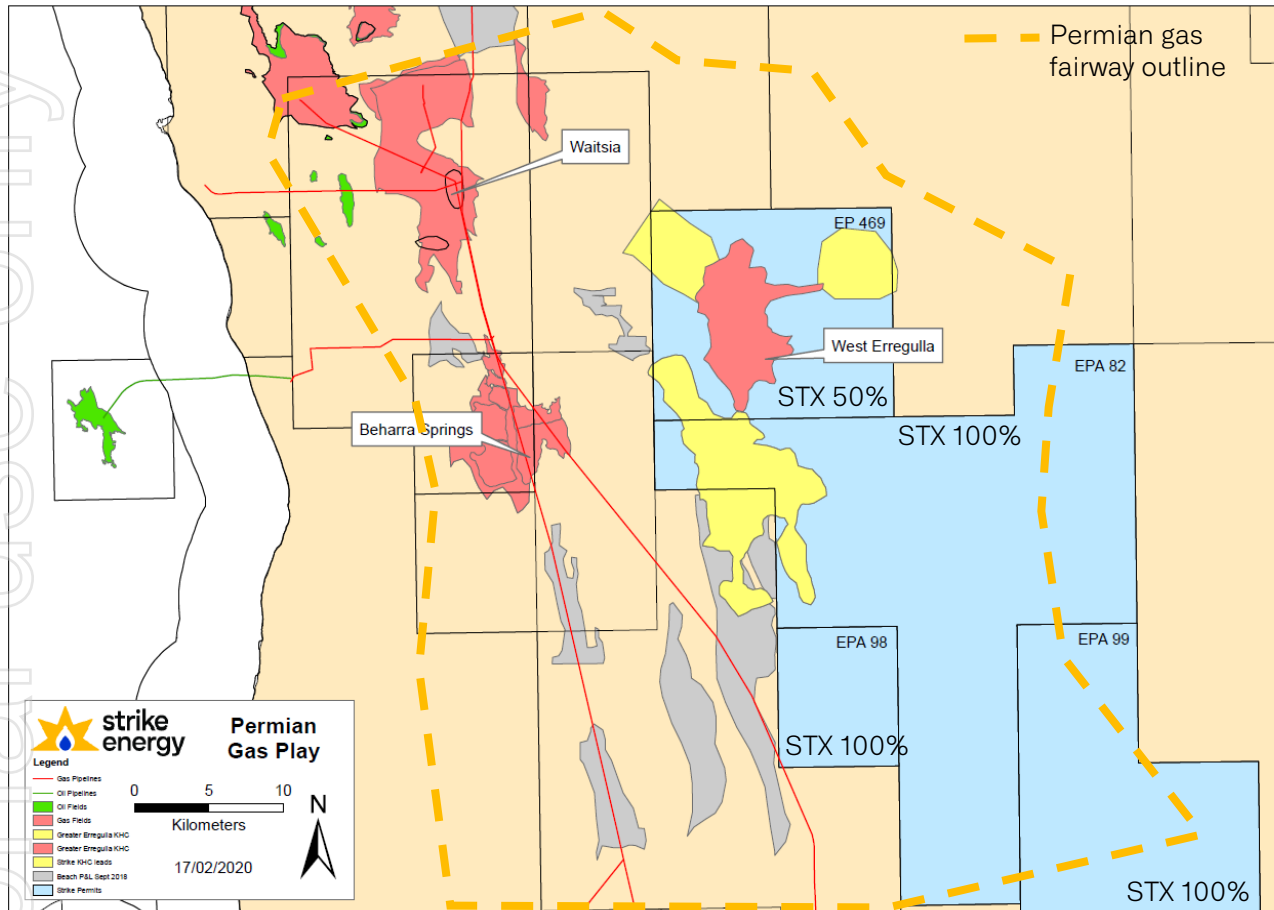 Permian gas
fairway outline
Waitsia
EP 469
West Erregulla
STX 50%
EPA 82
STX 100%
Beharra Springs
EPA 98
EPA 99
STX 100%
STX 100%
strike
energy
Permian
Gas Play
Legend
Gas Pipelines
Oil Pipelines
Oil Fields
Gas Fields
Greater Erregulla KHC
Greater Erregulla KHC
Strike KHC leads
Beach P&L Sept 2018
Strike Permits
0 5 10
Kilometers
N
17/02/2020